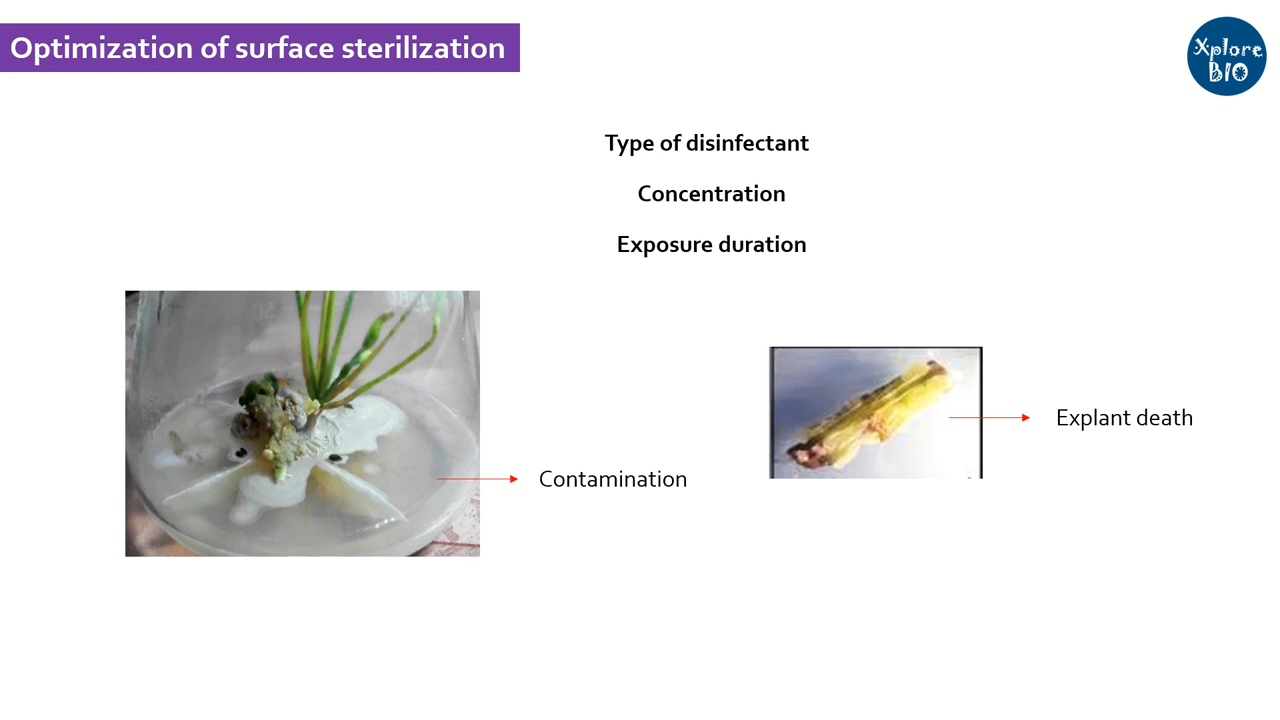 Optimization of surface sterilization
Xplore
BIO
Type of disinfectant
Concentration
Exposure duration
Explant death
Contamination